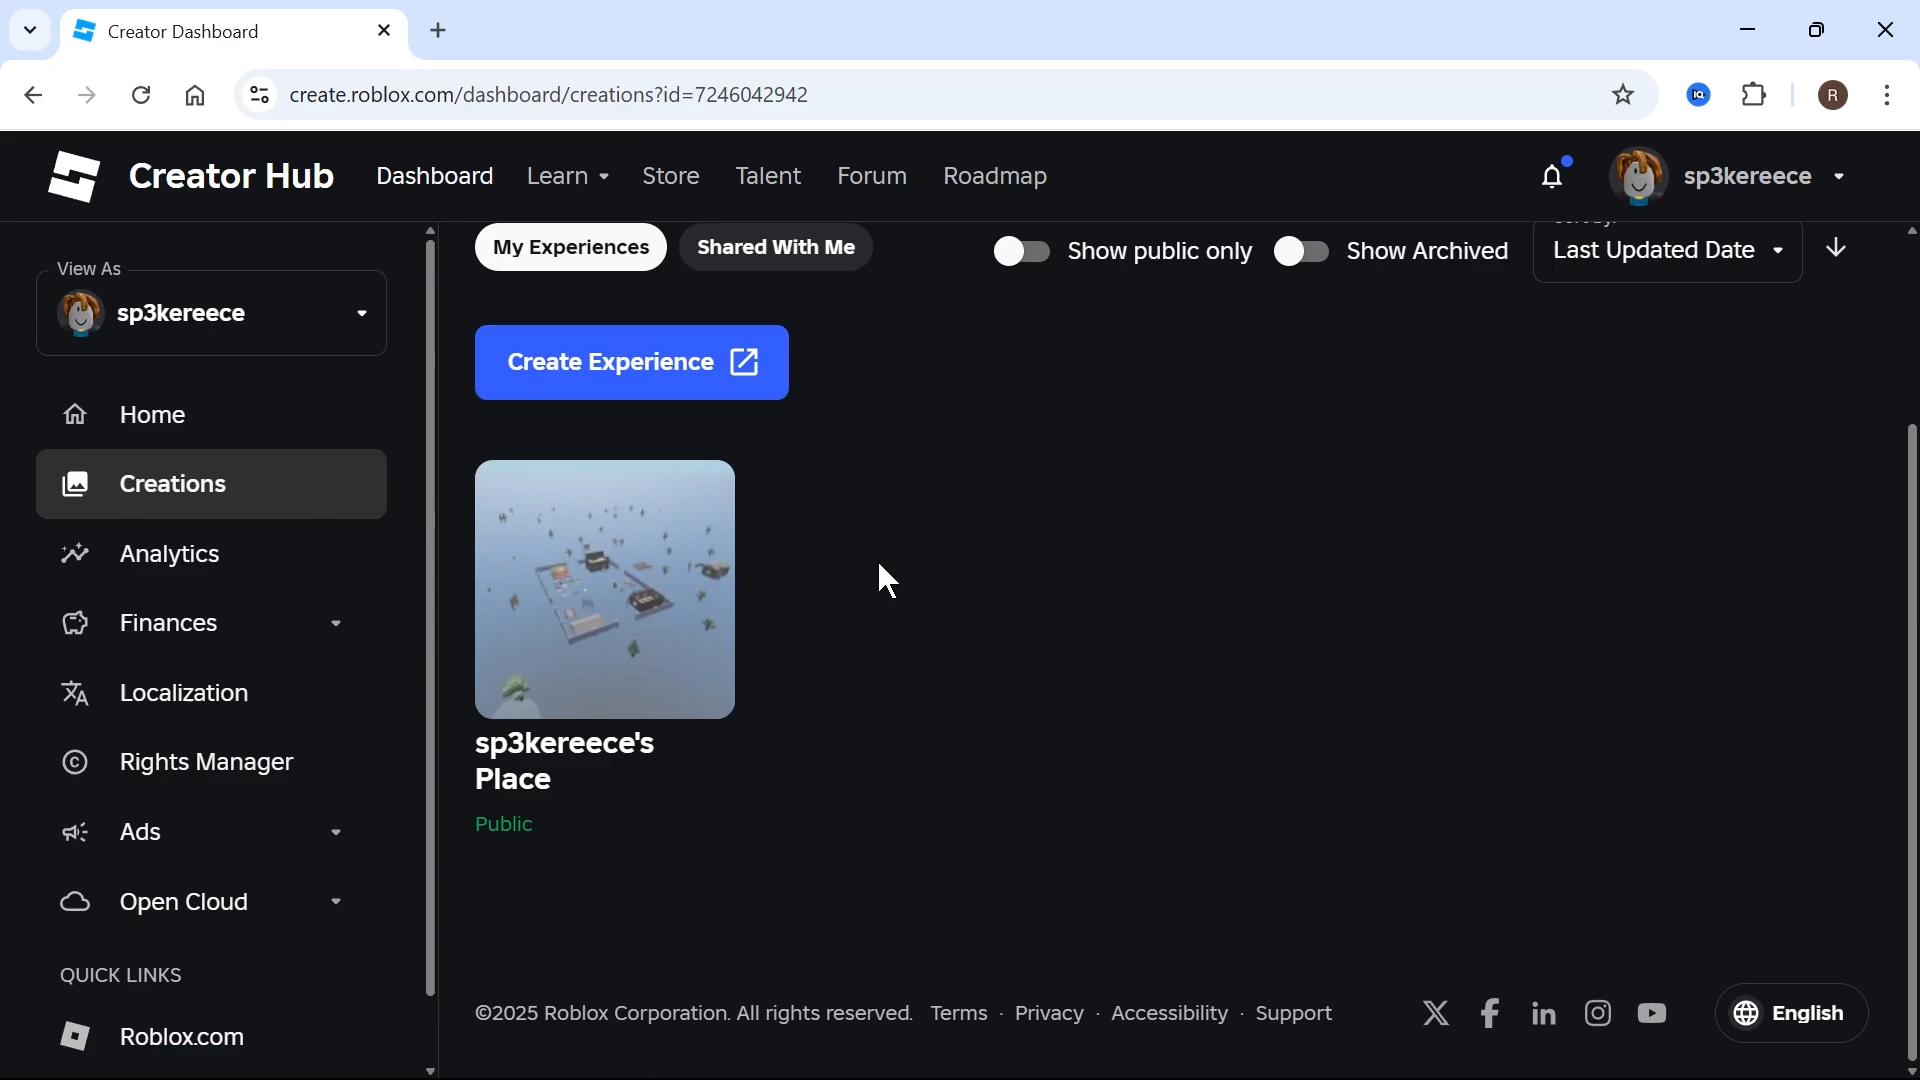 Creator Dashboard
create.roblox.com/dashboard/creations?id=7246042942
IQ
R
Creator Hub
Dashboard
Learn
Store
Talent
Forum
Roadmap
sp3kereece
View As
sp3kereece
Home
Creations
Analytics
Finances
Localization
Rights Manager
Ads
Open Cloud
QUICK LINKS
Roblox.com
My Experiences
Shared With Me
Show public only
Show Archived
Last Updated Date
Create Experience
sp3kereece's
Place
Public
©2025 Roblox Corporation. All rights reserved. Terms · Privacy · Accessibility · Support
English